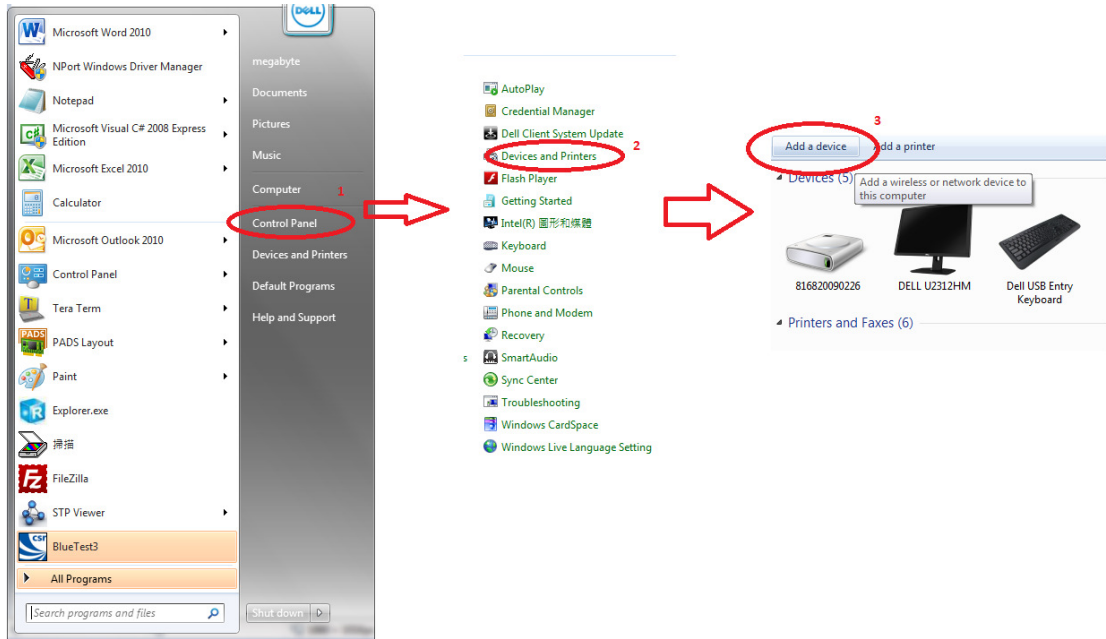 DELL
Microsoft Word 2010
NPort Windows Driver Manager
Notepad
Microsoft Visual C# 2008 Express
Edition
Microsoft Excel 2010
Calculator
Microsoft Outlook 2010
Control Panel
Tera Term
PADS
PADS Layout
Paint
Explorer.exe
掃描
FileZilla
STP Viewer
CSR
BlueTest3
All Programs
Search programs and files
megabyte
Documents
Pictures
Music
Computer
1
Control Panel
Devices and Printers
Default Programs
Help and Support
Shut down
AutoPlay
Credential Manager
Dell Client System Update
2
Devices and Printers
Flash Player
Getting Started
Intel(R) 圖形和媒體
Keyboard
Mouse
Parental Controls
Phone and Modem
Recovery
s
SmartAudio
Sync Center
Troubleshooting
Windows CardSpace
Windows Live Language Setting
3
Add a device
Add a printer
Devices (5)
Add a wireless or network device to
this computer
816820090226
DELL U2312HM
Dell USB Entry
Keyboard
Printers and Faxes (6)